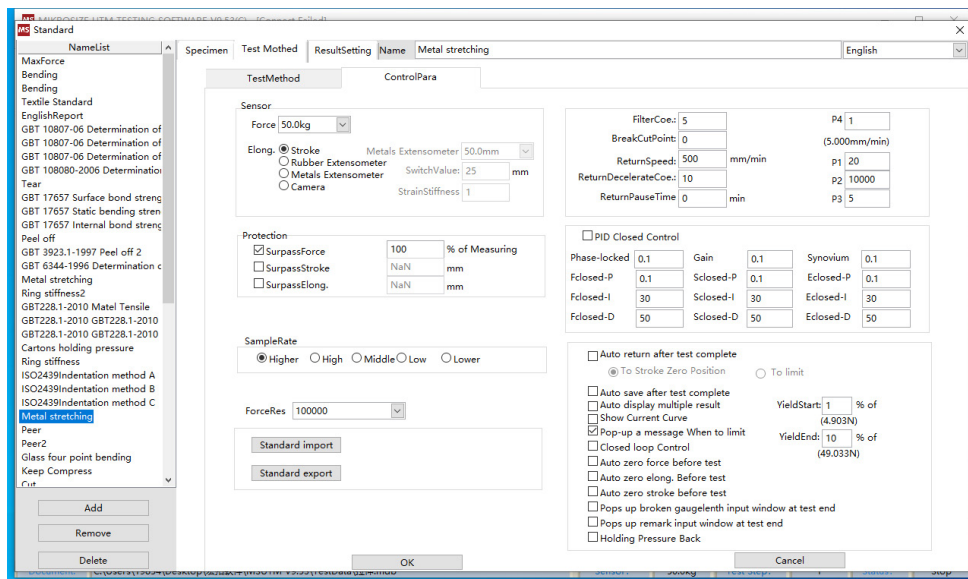 MS Standard
NameList
MaxForce
Bending
Bending
Textile Standard
EnglishReport
GBT 10807-06 Determination of
GBT 10807-06 Determination of
GBT 10807-06 Determination of
GBT 108080-2006 Determination
Tear
GBT 17657 Surface bond streng
GBT 17657 Static bending stren
GBT 17657 Internal bond streng
Peel off
GBT 3923.1-1997 Peel off 2
GBT 6344-1996 Determination c
Metal stretching
Ring stiffness2
GBT228.1-2010 Matel Tensile
GBT228.1-2010 GBT228.1-2010
GBT228.1-2010 GBT228.1-2010
Cartons holding pressure
Ring stiffness
ISO2439Indentation method A
ISO2439Indentation method B
ISO2439Indentation method C
Metal stretching
Peer
Peer2
Glass four point bending
Keep Compress
Cut
Add
Remove
Delete
Specimen Test Mothed ResultSetting Name Metal stretching English
TestMethod ControlPara
Sensor
Force 50.0kg
Elong. Stroke Metals Extensometer 50.0mm
Rubber Extensometer SwitchValue: 25 mm
Metals Extensometer
Camera StrainStiffness 1
Protection
SurpassForce 100 % of Measuring
SurpassStroke NaN mm
SurpassElong. NaN mm
SampleRate
Higher High Middle Low Lower
ForceRes 100000
Standard import
Standard export
OK
FilterCoe.: 5 P4 1
BreakCutPoint: 0 (5.000mm/min)
ReturnSpeed: 500 mm/min P1 20
ReturnDecelerateCoe.: 10 P2 10000
ReturnPauseTime 0 min P3 5
PID Closed Control
Phase-locked 0.1 Gain 0.1 Synovium 0.1
Fclosed-P 0.1 Sclosed-P 0.1 Eclosed-P 0.1
Fclosed-I 30 Sclosed-I 30 Eclosed-I 30
Fclosed-D 50 Sclosed-D 50 Eclosed-D 50
Auto return after test complete
To Stroke Zero Position To limit
Auto save after test complete
Auto display multiple result YieldStart: 1 % of
Show Current Curve (4.903N)
Pop-up a message When to limit YieldEnd: 10 % of
Closed loop Control (49.033N)
Auto zero force before test
Auto zero elong. Before test
Auto zero stroke before test
Pops up broken gaugelenth input window at test end
Pops up remark input window at test end
Holding Pressure Back
Cancel